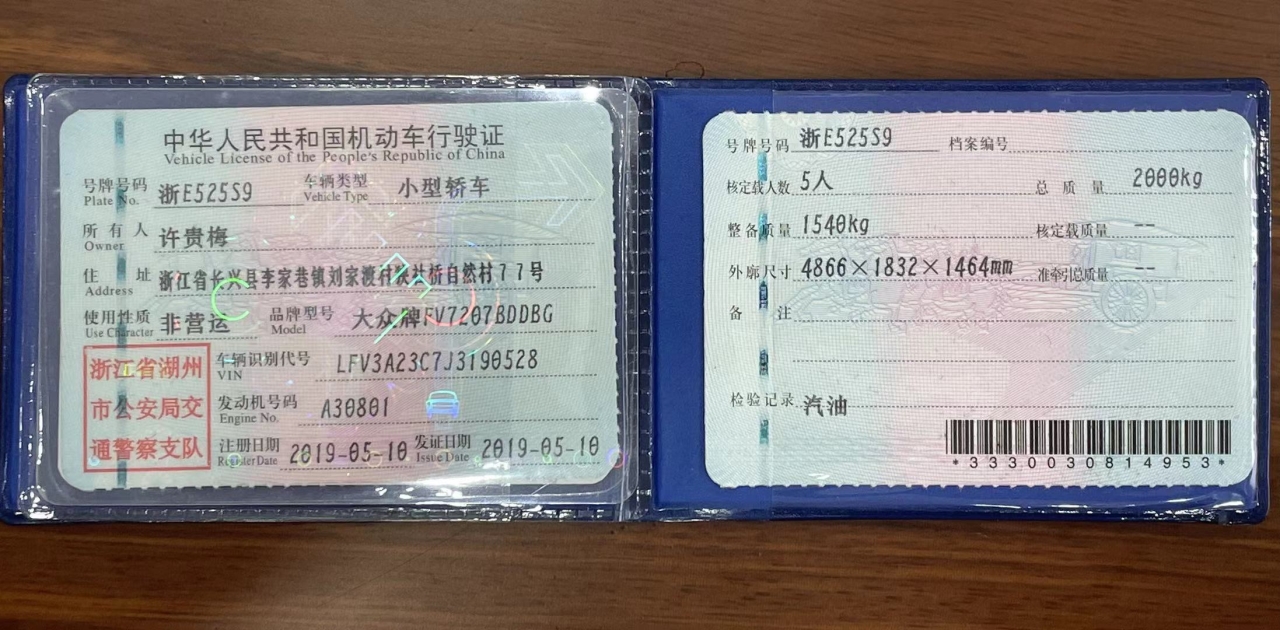 中华人民共和国机动车行驶证
Vehicle License of the People's Republic of China
号牌号码 浙E525S9 车辆类型 小型轿车
Plate No. Vehicle Type
所有人 许贵梅
Owner
住址 浙江省长兴县李家巷镇刘家渡村 桥自然村77号
Address
使用性质 非营运 品牌型号 大众牌FV7207BDDBG
Use Character Model
浙江省湖州
市公安局交
通警察支队
车辆识别代号 LFV3A23C7J3190528
VIN
发动机号码 A30801
Engine No.
注册日期 2019-05-10 发证日期 2019-05-10
Register Date Issue Date
号牌号码 浙E525S9 档案编号
核定载人数 5人 总质量 2000kg
整备质量 1540kg 核定载质量 --
外廓尺寸 4866×1832×1464mm 准牵引总质量 --
备注
检验记录 汽油
*3330030814953*